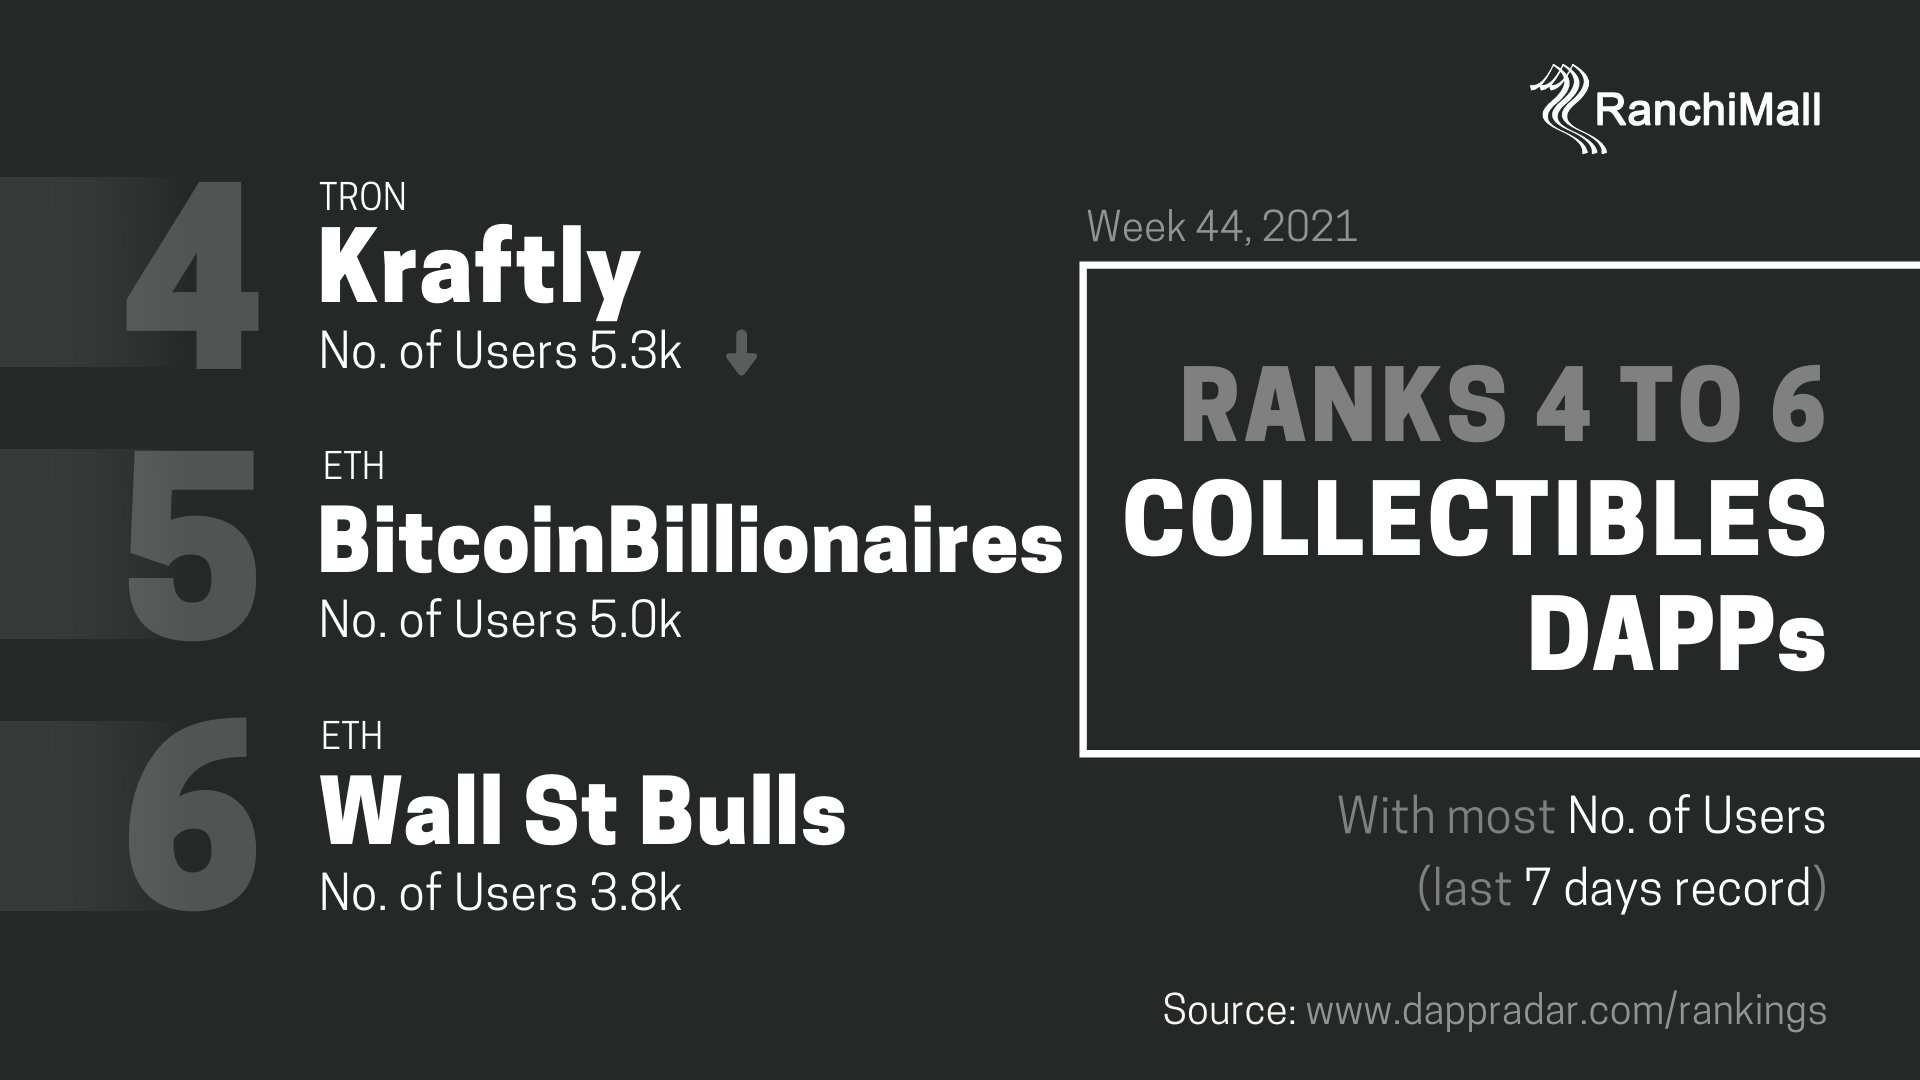 RanchiMall
4
TRON
Kraftly
No. of Users 5.3k
5
ETH
BitcoinBillionaires
No. of Users 5.0k
6
ETH
Wall St Bulls
No. of Users 3.8k
Week 44, 2021
RANKS 4 TO 6
COLLECTIBLES
DAPPs
With most No. of Users
(last 7 days record)
Source: www.dappradar.com/rankings